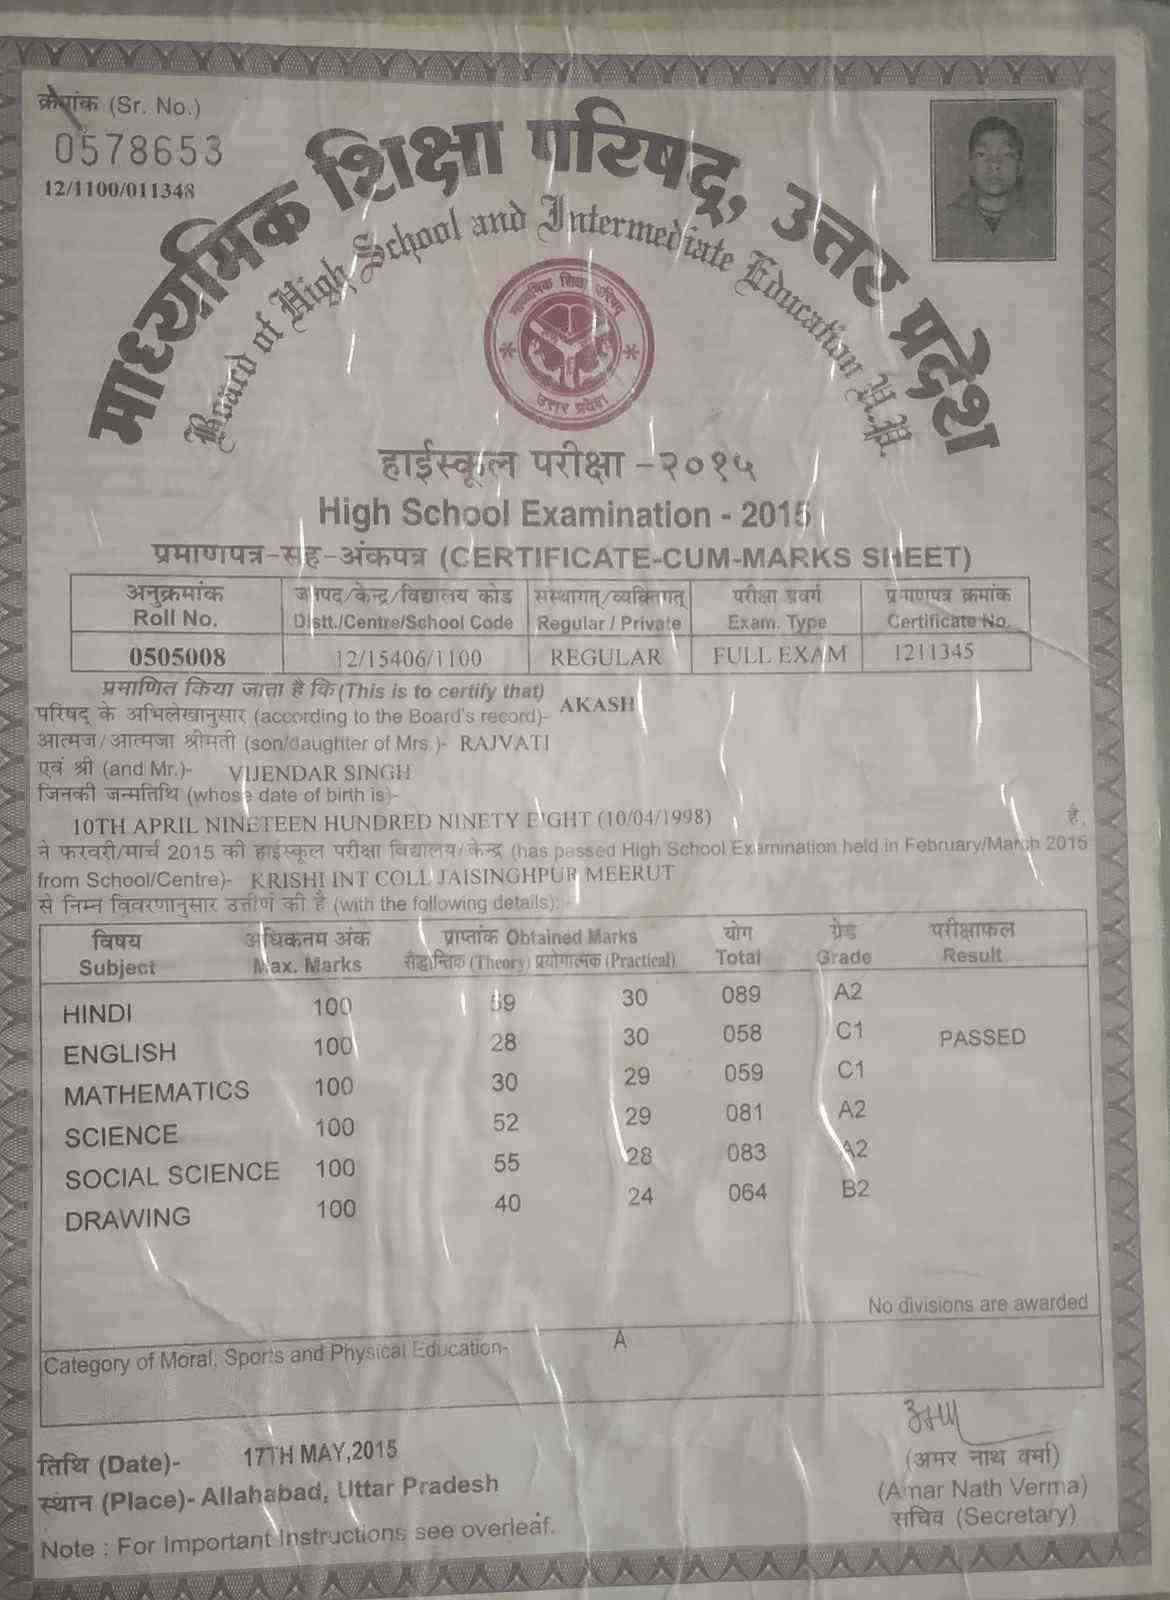 क्रमांक (Sr. No.)
0578653
12/1100/011348
माध्यमिक शिक्षा परिषद्, उत्तर प्रदेश
Board of High School and Intermediate Education U.P.
माध्यमिक शिक्षा परिषद्
उत्तर प्रदेश
हाईस्कूल परीक्षा -२०१५
High School Examination - 2015
प्रमाणपत्र-सह-अंकपत्र (CERTIFICATE-CUM-MARKS SHEET)
अनुक्रमांक जनपद/केन्द्र/विद्यालय कोड संस्थागत्/व्यक्तिगत् परीक्षा प्रवर्ग प्रमाणपत्र क्रमांक
Roll No. Distt./Centre/School Code Regular / Private Exam. Type Certificate No.
0505008 12/15406/1100 REGULAR FULL EXAM 1211345
प्रमाणित किया जाता है कि (This is to certify that)
परिषद् के अभिलेखानुसार (according to the Board's record)- AKASH
आत्मज/आत्मजा श्रीमती (son/daughter of Mrs.)- RAJVATI
एवं श्री (and Mr.)- VIJENDAR SINGH
जिनकी जन्मतिथि (whose date of birth is)-
10TH APRIL NINETEEN HUNDRED NINETY EIGHT (10/04/1998) है,
ने फरवरी/मार्च 2015 की हाईस्कूल परीक्षा विद्यालय/केन्द्र (has passed High School Examination held in February/March 2015
from School/Centre)- KRISHI INT COLL JAISINGHPUR MEERUT
से निम्न विवरणानुसार उत्तीर्ण की है (with the following details):-
विषय अधिकतम अंक प्राप्तांक Obtained Marks योग ग्रेड परीक्षाफल
Subject Max. Marks सैद्धान्तिक (Theory) प्रयोगात्मक (Practical) Total Grade Result
HINDI 100 59 30 089 A2
ENGLISH 100 28 30 058 C1 PASSED
MATHEMATICS 100 30 29 059 C1
SCIENCE 100 52 29 081 A2
SOCIAL SCIENCE 100 55 28 083 A2
DRAWING 100 40 24 064 B2
No divisions are awarded
Category of Moral, Sports and Physical Education- A
तिथि (Date)- 17TH MAY,2015
स्थान (Place)- Allahabad, Uttar Pradesh
Note : For Important Instructions see overleaf.
(अमर नाथ वर्मा)
(Amar Nath Verma)
सचिव (Secretary)